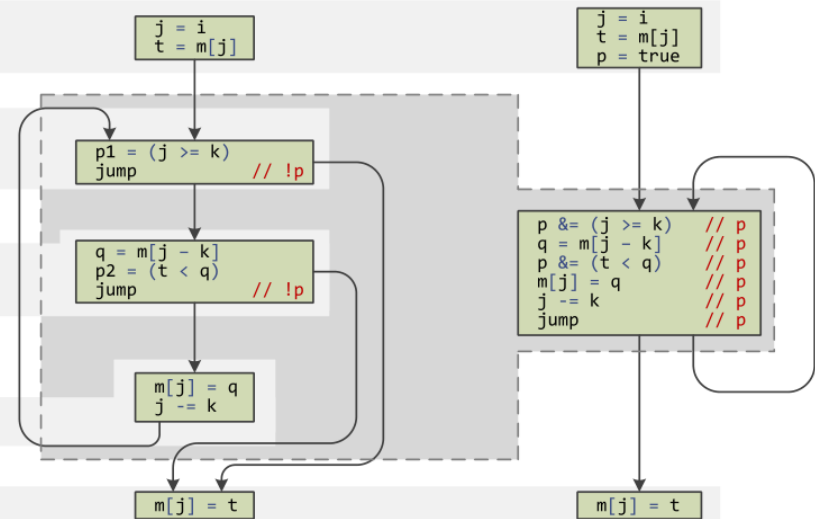 j = i
t = m[j]
p1 = (j >= k)
jump // !p
q = m[j - k]
p2 = (t < q)
jump // !p
m[j] = q
j -= k
m[j] = t
j = i
t = m[j]
p = true
p &= (j >= k) // p
q = m[j - k] // p
p &= (t < q) // p
m[j] = q // p
j -= k // p
jump // p
m[j] = t